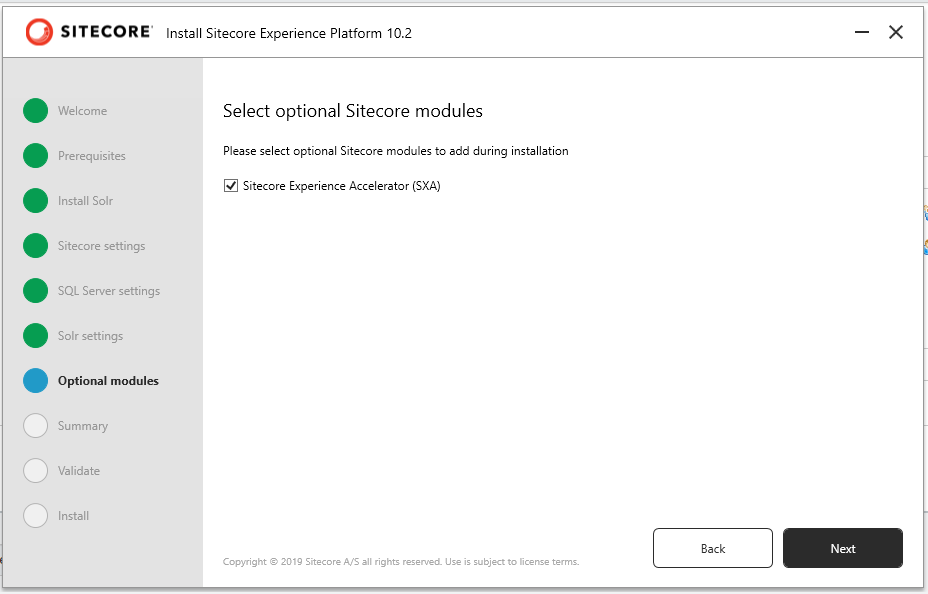 SITECORE Install Sitecore Experience Platform 10.2
Welcome
Prerequisites
Install Solr
Sitecore settings
SQL Server settings
Solr settings
Optional modules
Summary
Validate
Install
Select optional Sitecore modules
Please select optional Sitecore modules to add during installation
Sitecore Experience Accelerator (SXA)
Copyright © 2019 Sitecore A/S all rights reserved. Use is subject to license terms.
Back
Next